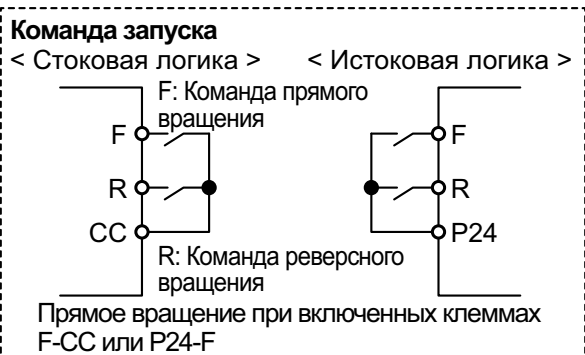 Команда запуска
< Стоковая логика >
< Истоковая логика >
F: Команда прямого
вращения
F
R
CC
F
R
P24
R: Команда реверсного
вращения
Прямое вращение при включенных клеммах
F-CC или P24-F